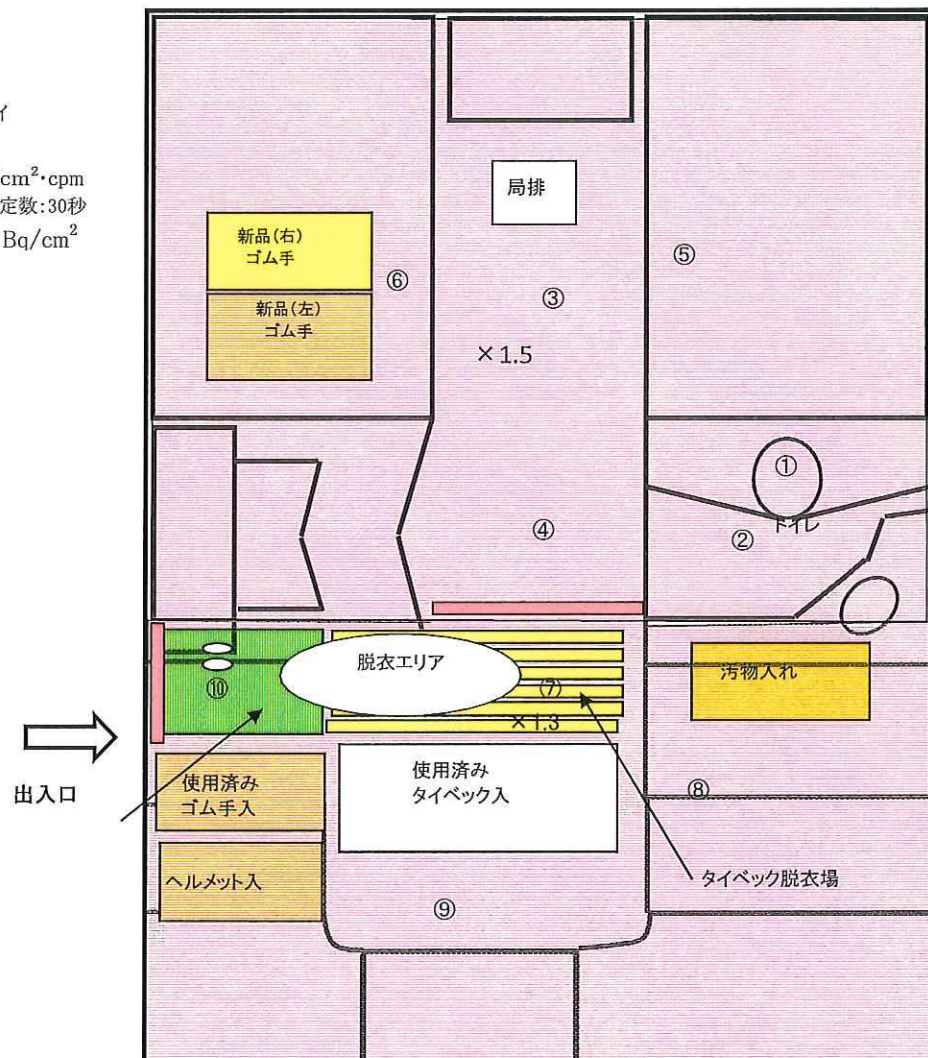 イ
cm²・cpm
定数:30秒
Bq/cm²
局排
新品(右)
ゴム手
新品(左)
ゴム手
⑥
③
⑤
×1.5
①
トイレ
②
④
脱衣エリア
⑦
×1.3
⑩
汚物入れ
出入口
使用済み
ゴム手入
使用済み
タイベック入
⑧
ヘルメット入
タイベック脱衣場
⑨